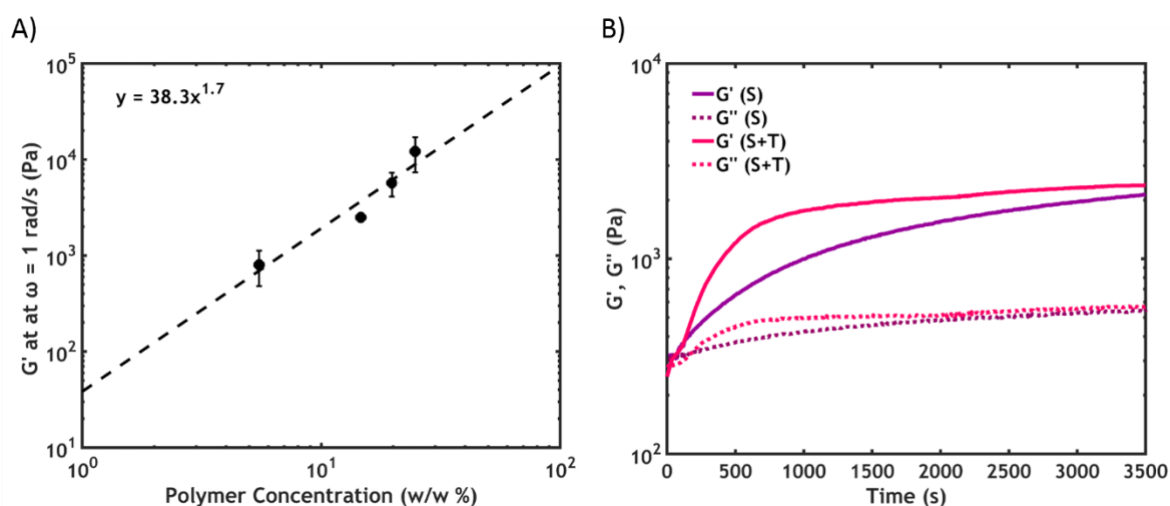 A)
y = 38.3x^1.7
G' at at ω = 1 rad/s (Pa)
10^5
10^4
10^3
10^2
10^1
10^0 10^1 10^2
Polymer Concentration (w/w %)
B)
G' (S)
G'' (S)
G' (S+T)
G'' (S+T)
G', G'' (Pa)
10^4
10^3
10^2
0 500 1000 1500 2000 2500 3000 3500
Time (s)